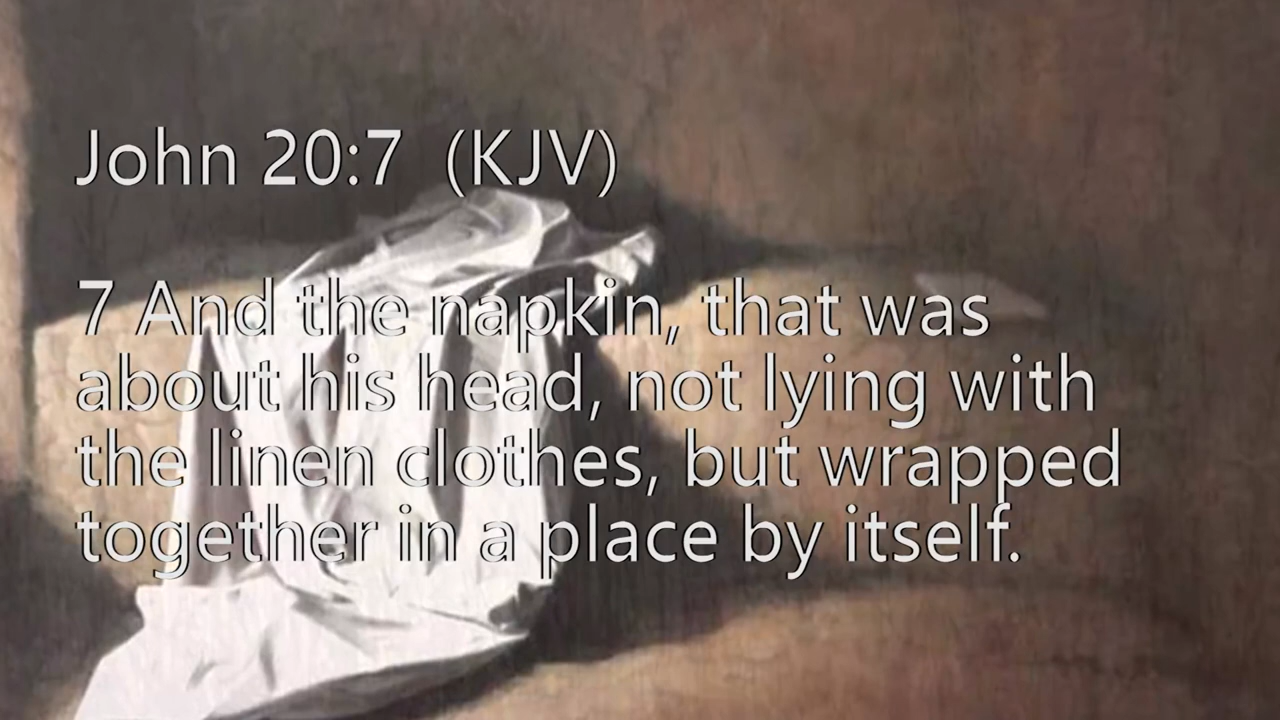 John 20:7  (KJV)
7 And the napkin, that was
about his head, not lying with
the linen clothes, but wrapped
together in a place by itself.